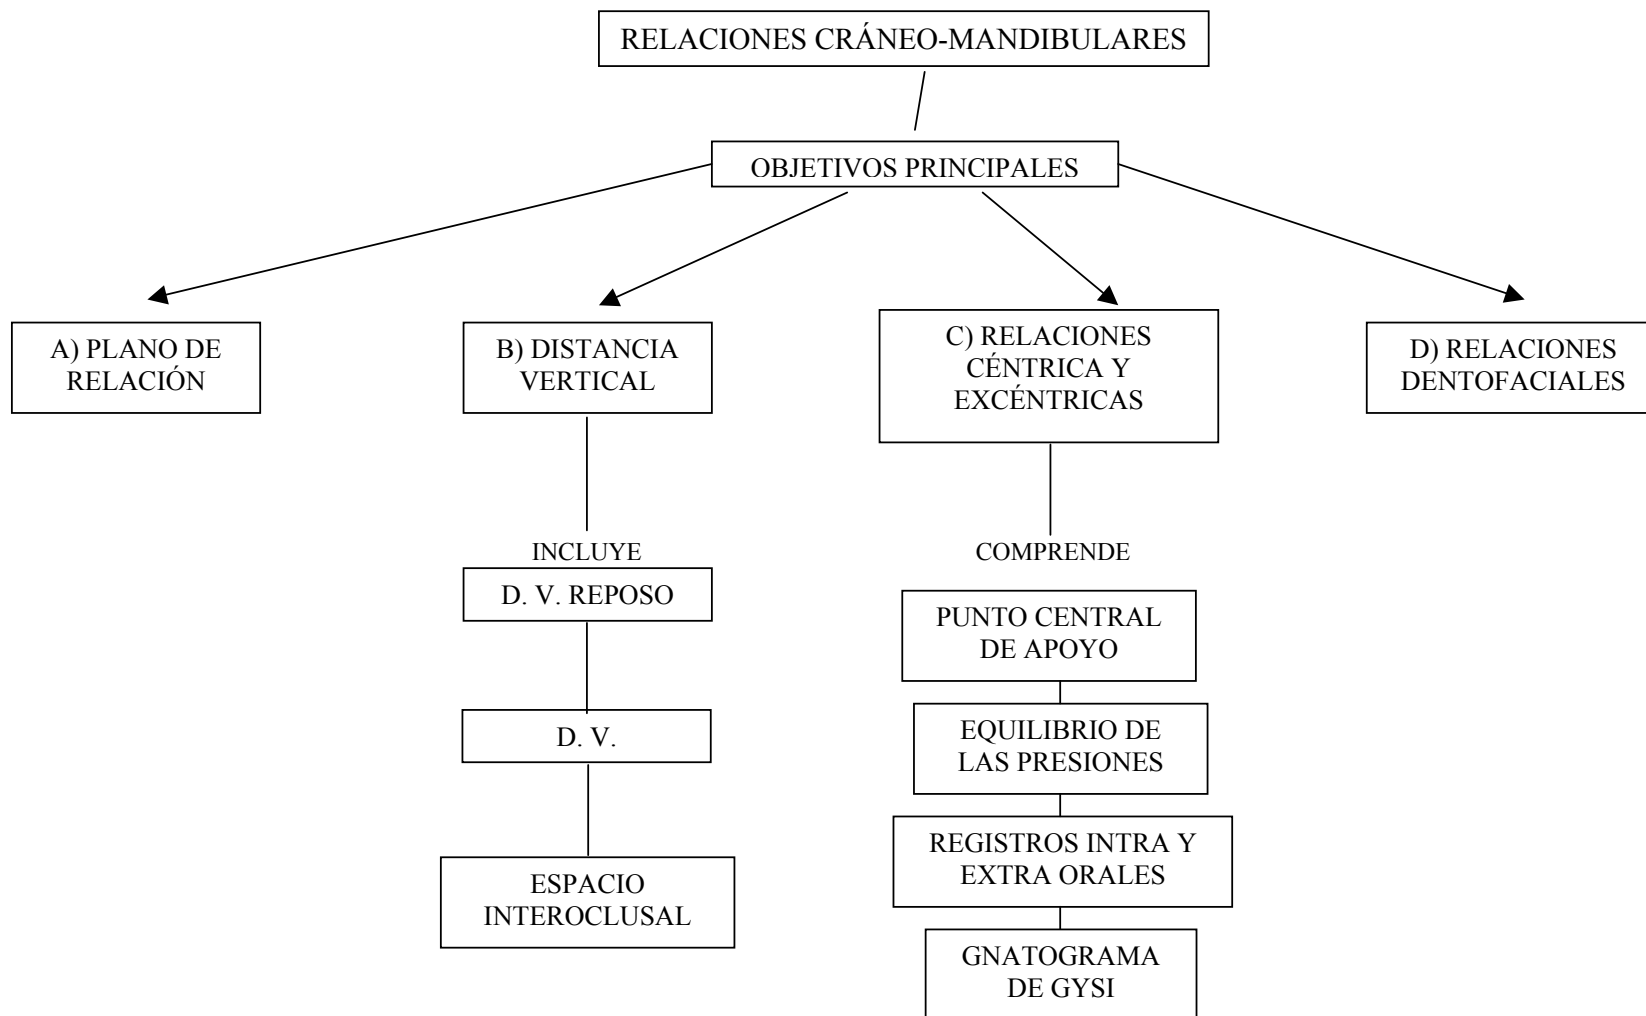 RELACIONES CRÁNEO-MANDIBULARES
OBJETIVOS PRINCIPALES
A) PLANO DE
RELACIÓN
B) DISTANCIA
VERTICAL
C) RELACIONES
CÉNTRICA Y
EXCÉNTRICAS
D) RELACIONES
DENTOFACIALES
INCLUYE
D. V. REPOSO
D. V.
ESPACIO
INTEROCLUSAL
COMPRENDE
PUNTO CENTRAL
DE APOYO
EQUILIBRIO DE
LAS PRESIONES
REGISTROS INTRA Y
EXTRA ORALES
GNATOGRAMA
DE GYSI